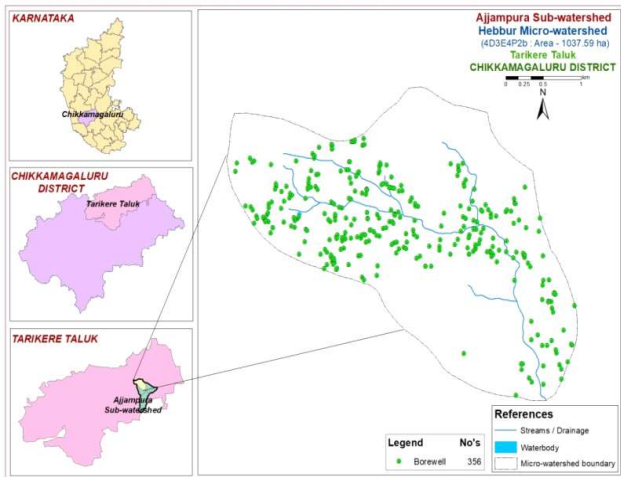 KARNATAKA
Chikkamagaluru
CHIKKAMAGALURU
DISTRICT
Tarikere Taluk
TARIKERE TALUK
Ajjampura
Sub-watershed
Ajjampura Sub-watershed
Hebbur Micro-watershed
(4D3E4P2b : Area - 1037.59 ha)
Tarikere Taluk
CHIKKAMAGALURU DISTRICT
0 0.25 0.5 1
km
N
Legend No's
Borewell 356
References
Streams / Drainage
Waterbody
Micro-watershed boundary